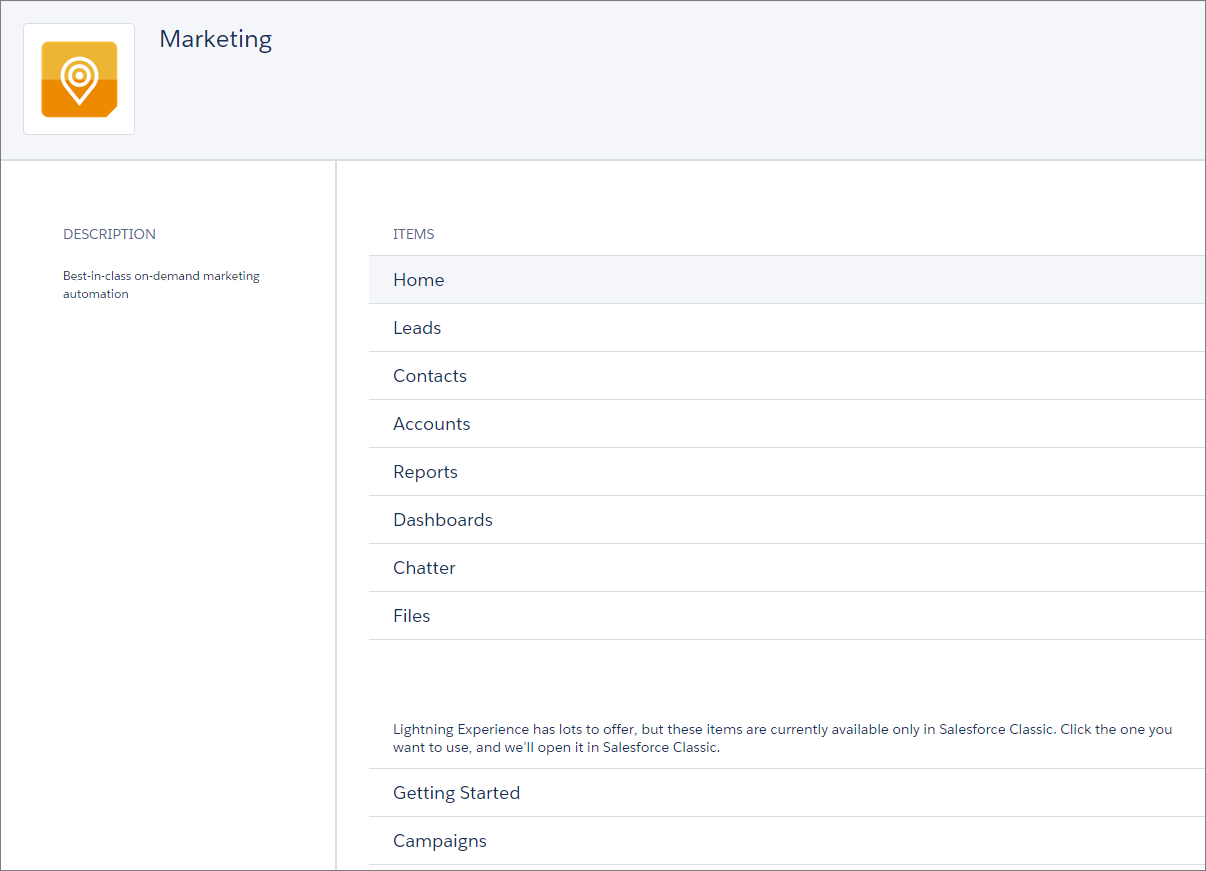 Marketing
DESCRIPTION
Best-in-class on-demand marketing
automation
ITEMS
Home
Leads
Contacts
Accounts
Reports
Dashboards
Chatter
Files
Lightning Experience has lots to offer, but these items are currently available only in Salesforce Classic. Click the one you
want to use, and we'll open it in Salesforce Classic.
Getting Started
Campaigns